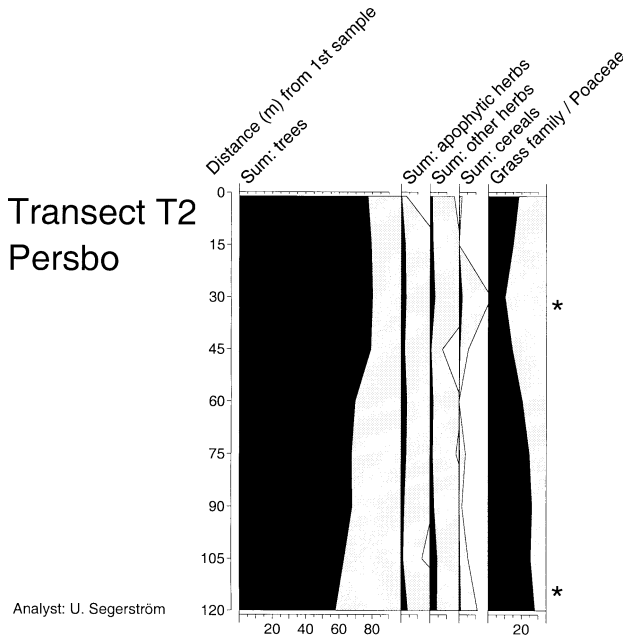 Distance (m) from 1st sample
Sum: trees
Sum: apophytic herbs
Sum: other herbs
Sum: cereals
Grass family / Poaceae
Transect T2
Persbo
0
15
30
45
60
75
90
105
120
*
*
Analyst: U. Segerström
20 40 60 80 20